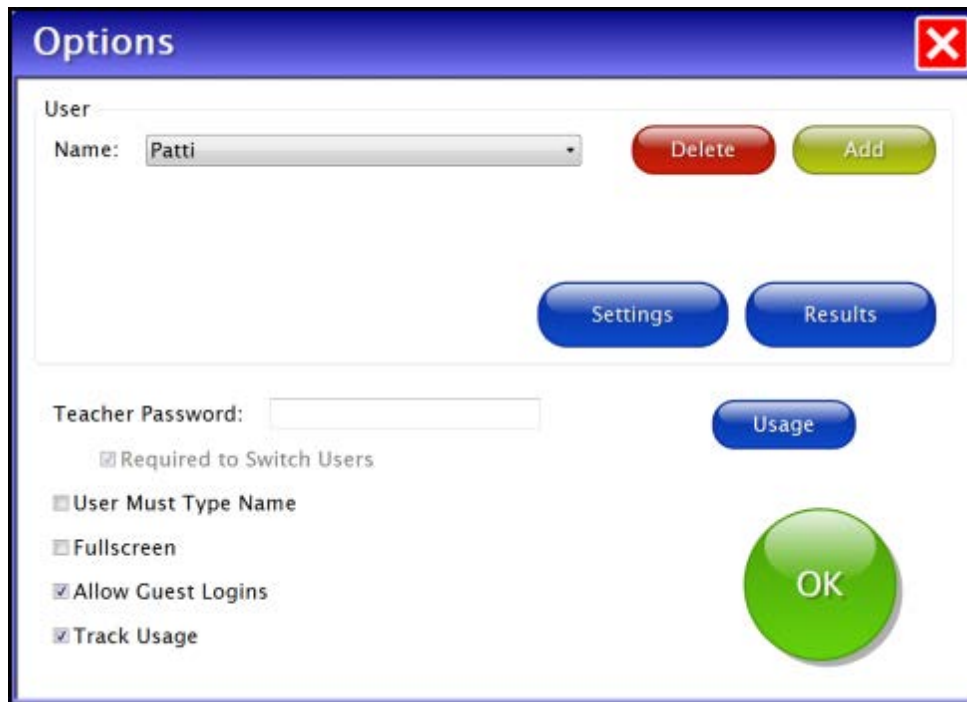 Options
User
Name: Patti Delete Add
Settings Results
Teacher Password: Usage
Required to Switch Users
User Must Type Name
Fullscreen
Allow Guest Logins
OK
Track Usage